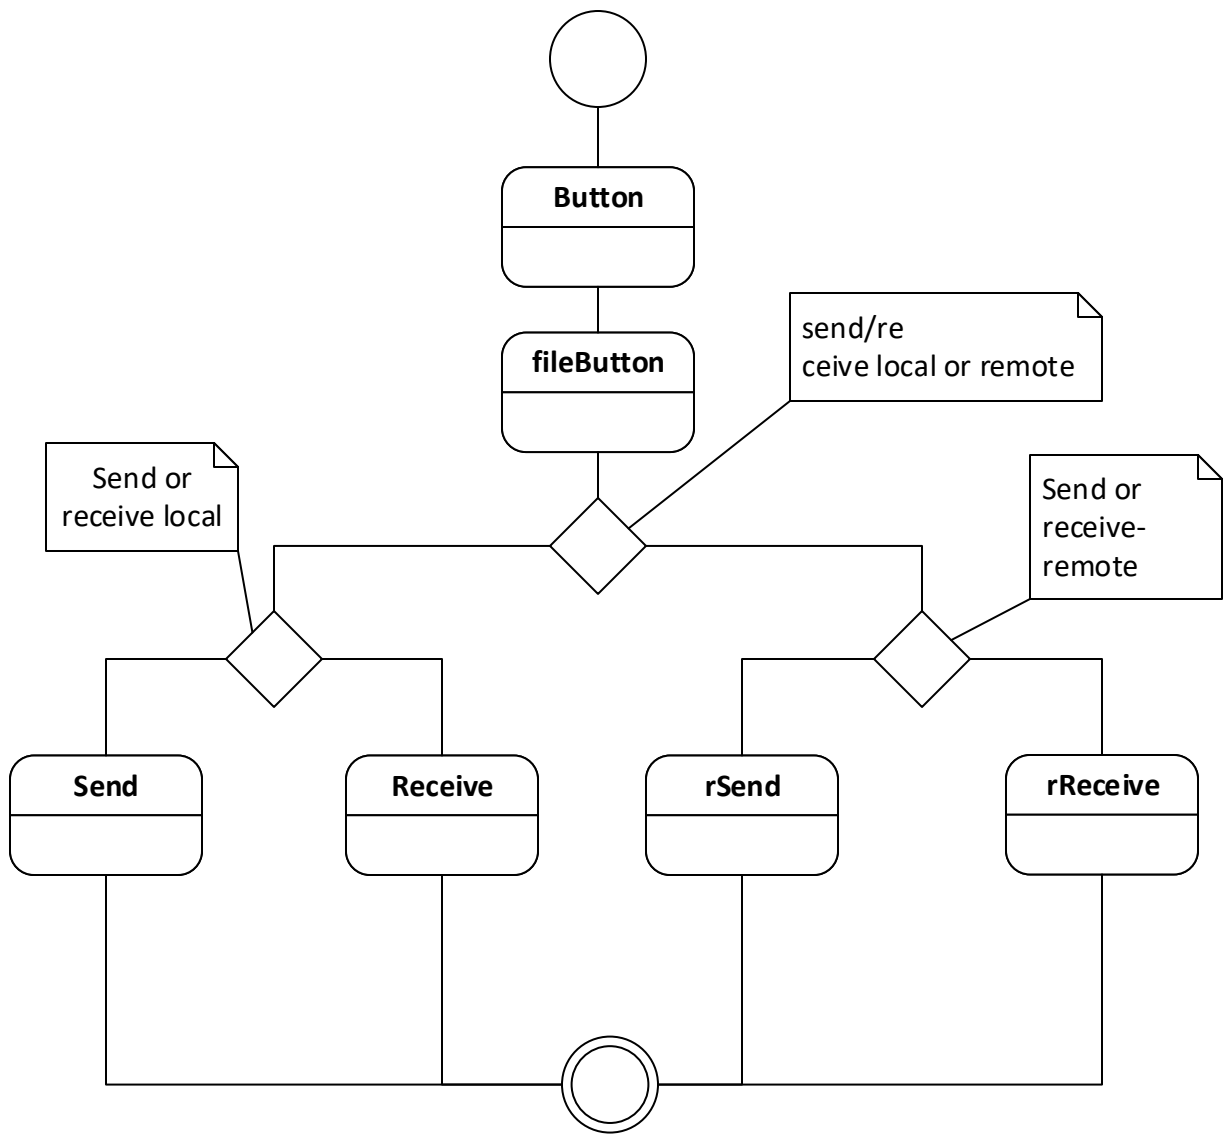 Button
send/re
ceive local or remote
fileButton
Send or
receive local
Send or
receive-
remote
Send
Receive
rSend
rReceive